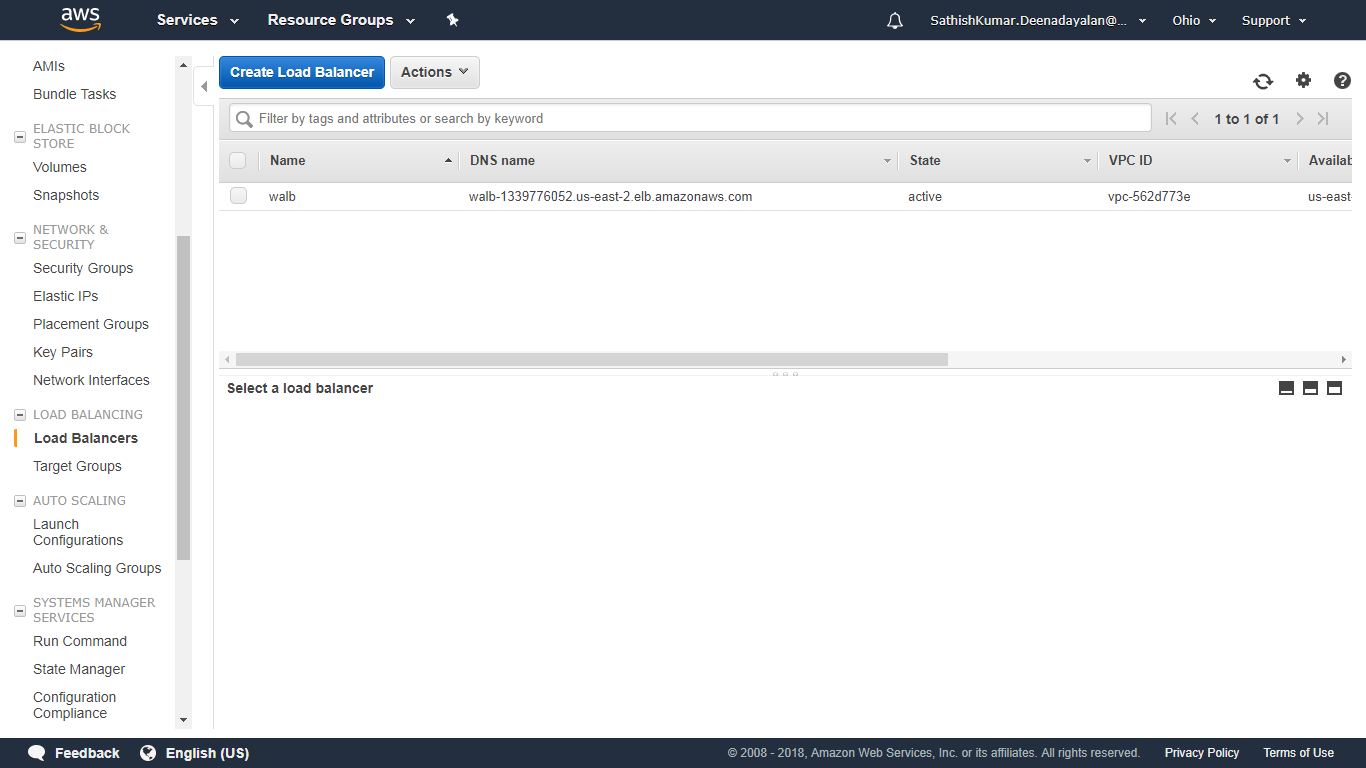 aws
Services
Resource Groups
SathishKumar.Deenadayalan@...
Ohio
Support
AMIs
Bundle Tasks
ELASTIC BLOCK
STORE
Volumes
Snapshots
NETWORK &
SECURITY
Security Groups
Elastic IPs
Placement Groups
Key Pairs
Network Interfaces
LOAD BALANCING
Load Balancers
Target Groups
AUTO SCALING
Launch
Configurations
Auto Scaling Groups
SYSTEMS MANAGER
SERVICES
Run Command
State Manager
Configuration
Compliance
Create Load Balancer
Actions
Filter by tags and attributes or search by keyword
1 to 1 of 1
Name
DNS name
State
VPC ID
Availab
walb
walb-1339776052.us-east-2.elb.amazonaws.com
active
vpc-562d773e
us-east-
Select a load balancer
Feedback
English (US)
© 2008 - 2018, Amazon Web Services, Inc. or its affiliates. All rights reserved.
Privacy Policy
Terms of Use